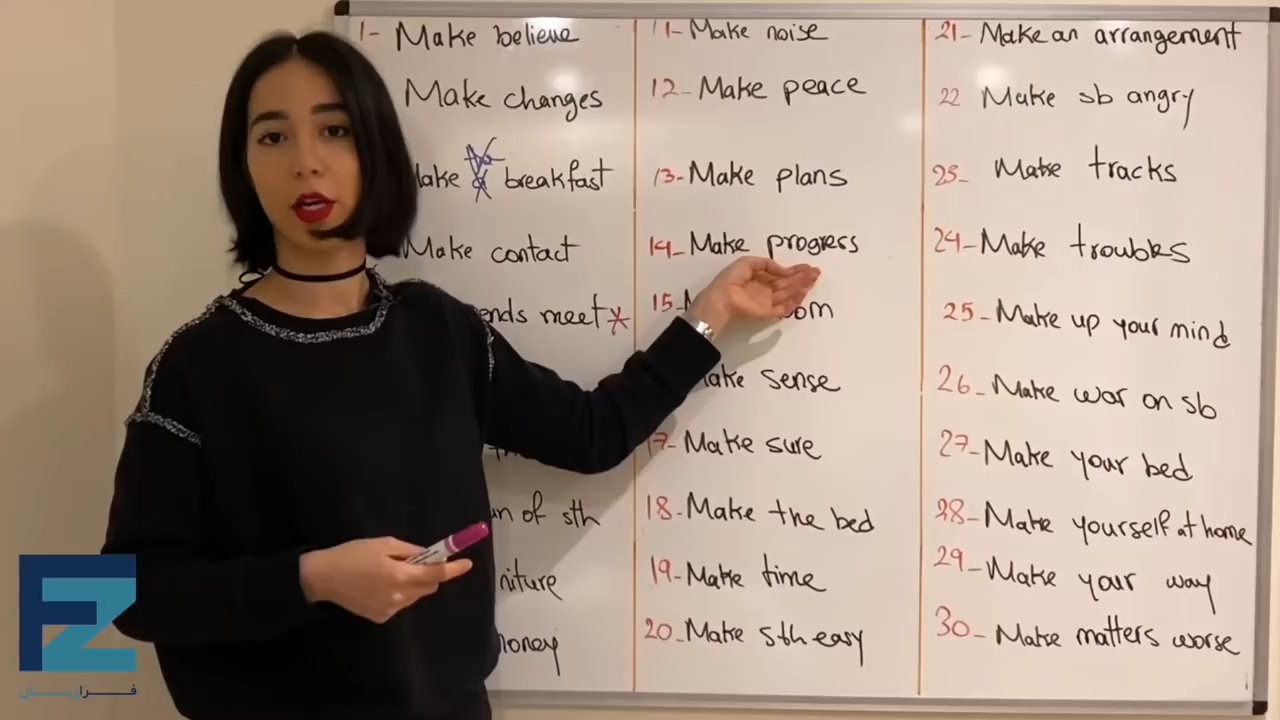 1- Make believe
Make changes
Make breakfast
Make contact
ends meet *
un of sth
niture
money
11- Make noise
12- Make peace
13- Make plans
14- Make progress
15-
Make sense
17- Make sure
18- Make the bed
19- Make time
20- Make sth easy
21- Make an arrangement
22 Make sb angry
23- Make tracks
24- Make troubles
25- Make up your mind
26- Make war on sb
27- Make your bed
28- Make yourself at home
29- Make your way
30- Make matters worse
FZ